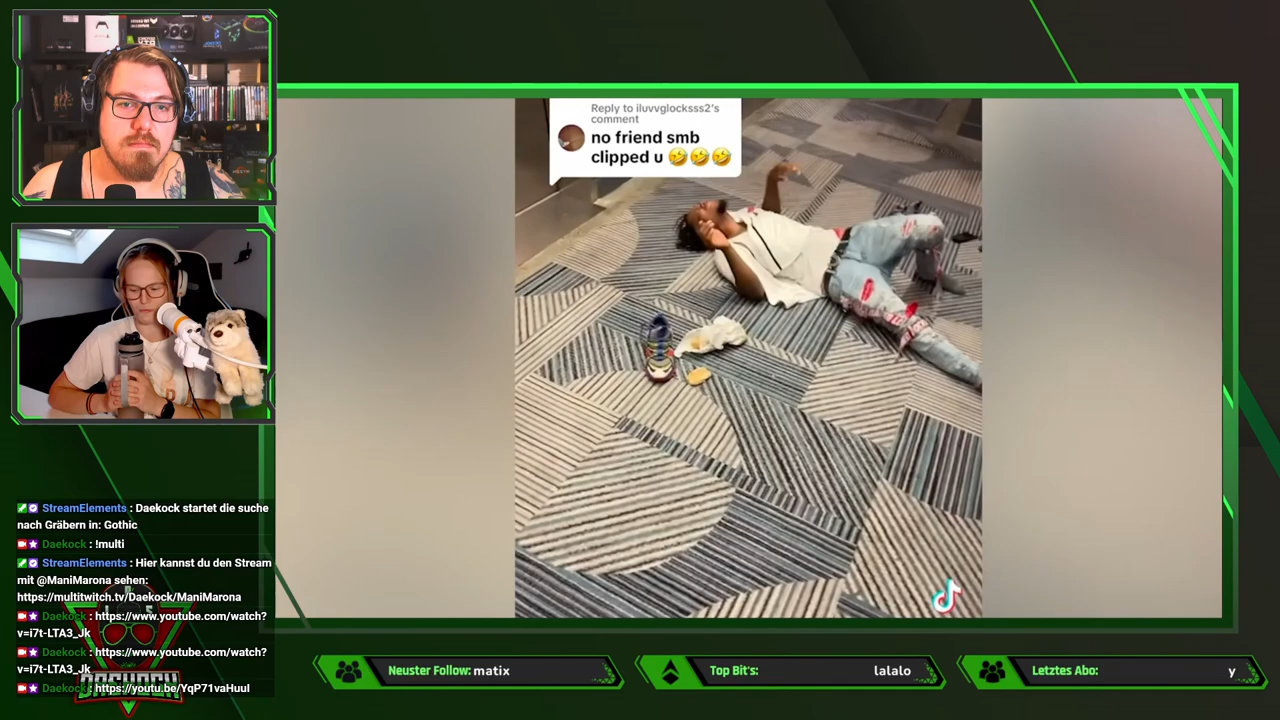 Reply to iluvvglocksss2's
comment
no friend smb
clipped u 🤣🤣🤣
StreamElements : Daekock startet die suche
nach Gräbern in: Gothic
Daekock : !multi
StreamElements : Hier kannst du den Stream
mit @ManiMarona sehen:
https://multitwitch.tv/Daekock/ManiMarona
Daekock : https://www.youtube.com/watch?
v=i7t-LTA3_Jk
Daekock : https://www.youtube.com/watch?
v=i7t-LTA3_Jk
Daekock : https://youtu.be/YqP71vaHuuI
Neuster Follow: matix
Top Bit's: lalalo
Letztes Abo: y